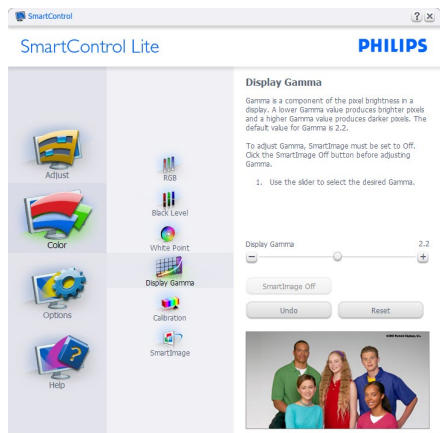 SmartControl
? ×
SmartControl Lite
PHILIPS
Adjust
Color
Options
Help
RGB
Black Level
White Point
Display Gamma
Calibration
SmartImage
Display Gamma
Gamma is a component of the pixel brightness in a
display. A lower Gamma value produces brighter pixels
and a higher Gamma value produces darker pixels. The
default value for Gamma is 2.2.
To adjust Gamma, SmartImage must be set to Off.
Click the SmartImage Off button before adjusting
Gamma.
1. Use the slider to select the desired Gamma.
Display Gamma 2.2
SmartImage Off
Undo Reset